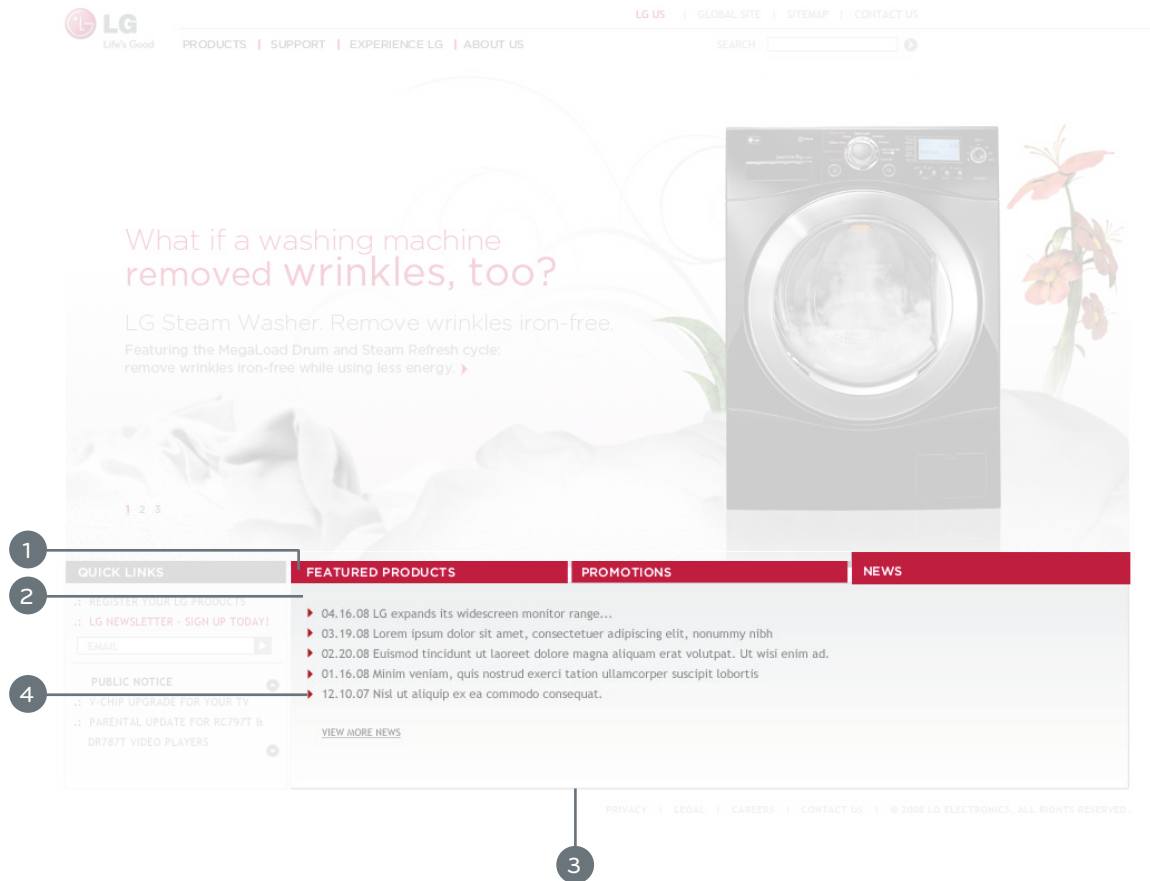 LG
Life's Good
LG US | GLOBAL SITE | SITEMAP | CONTACT US
PRODUCTS | SUPPORT | EXPERIENCE LG | ABOUT US
SEARCH
What if a washing machine
removed wrinkles, too?
LG Steam Washer. Remove wrinkles iron-free.
Featuring the MegaLoad Drum and Steam Refresh cycle:
remove wrinkles iron-free while using less energy.
1 2 3
1
QUICK LINKS
FEATURED PRODUCTS
PROMOTIONS
NEWS
2
.: REGISTER YOUR LG PRODUCTS
.: LG NEWSLETTER - SIGN UP TODAY!
EMAIL
PUBLIC NOTICE
4
.: V-CHIP UPGRADE FOR YOUR TV
.: PARENTAL UPDATE FOR RC797T &
DR787T VIDEO PLAYERS
04.16.08 LG expands its widescreen monitor range...
03.19.08 Lorem ipsum dolor sit amet, consectetuer adipiscing elit, nonummy nibh
02.20.08 Euismod tincidunt ut laoreet dolore magna aliquam erat volutpat. Ut wisi enim ad.
01.16.08 Minim veniam, quis nostrud exerci tation ullamcorper suscipit lobortis
12.10.07 Nisl ut aliquip ex ea commodo consequat.
VIEW MORE NEWS
PRIVACY | LEGAL | CAREERS | CONTACT US | © 2008 LG ELECTRONICS, ALL RIGHTS RESERVED.
3